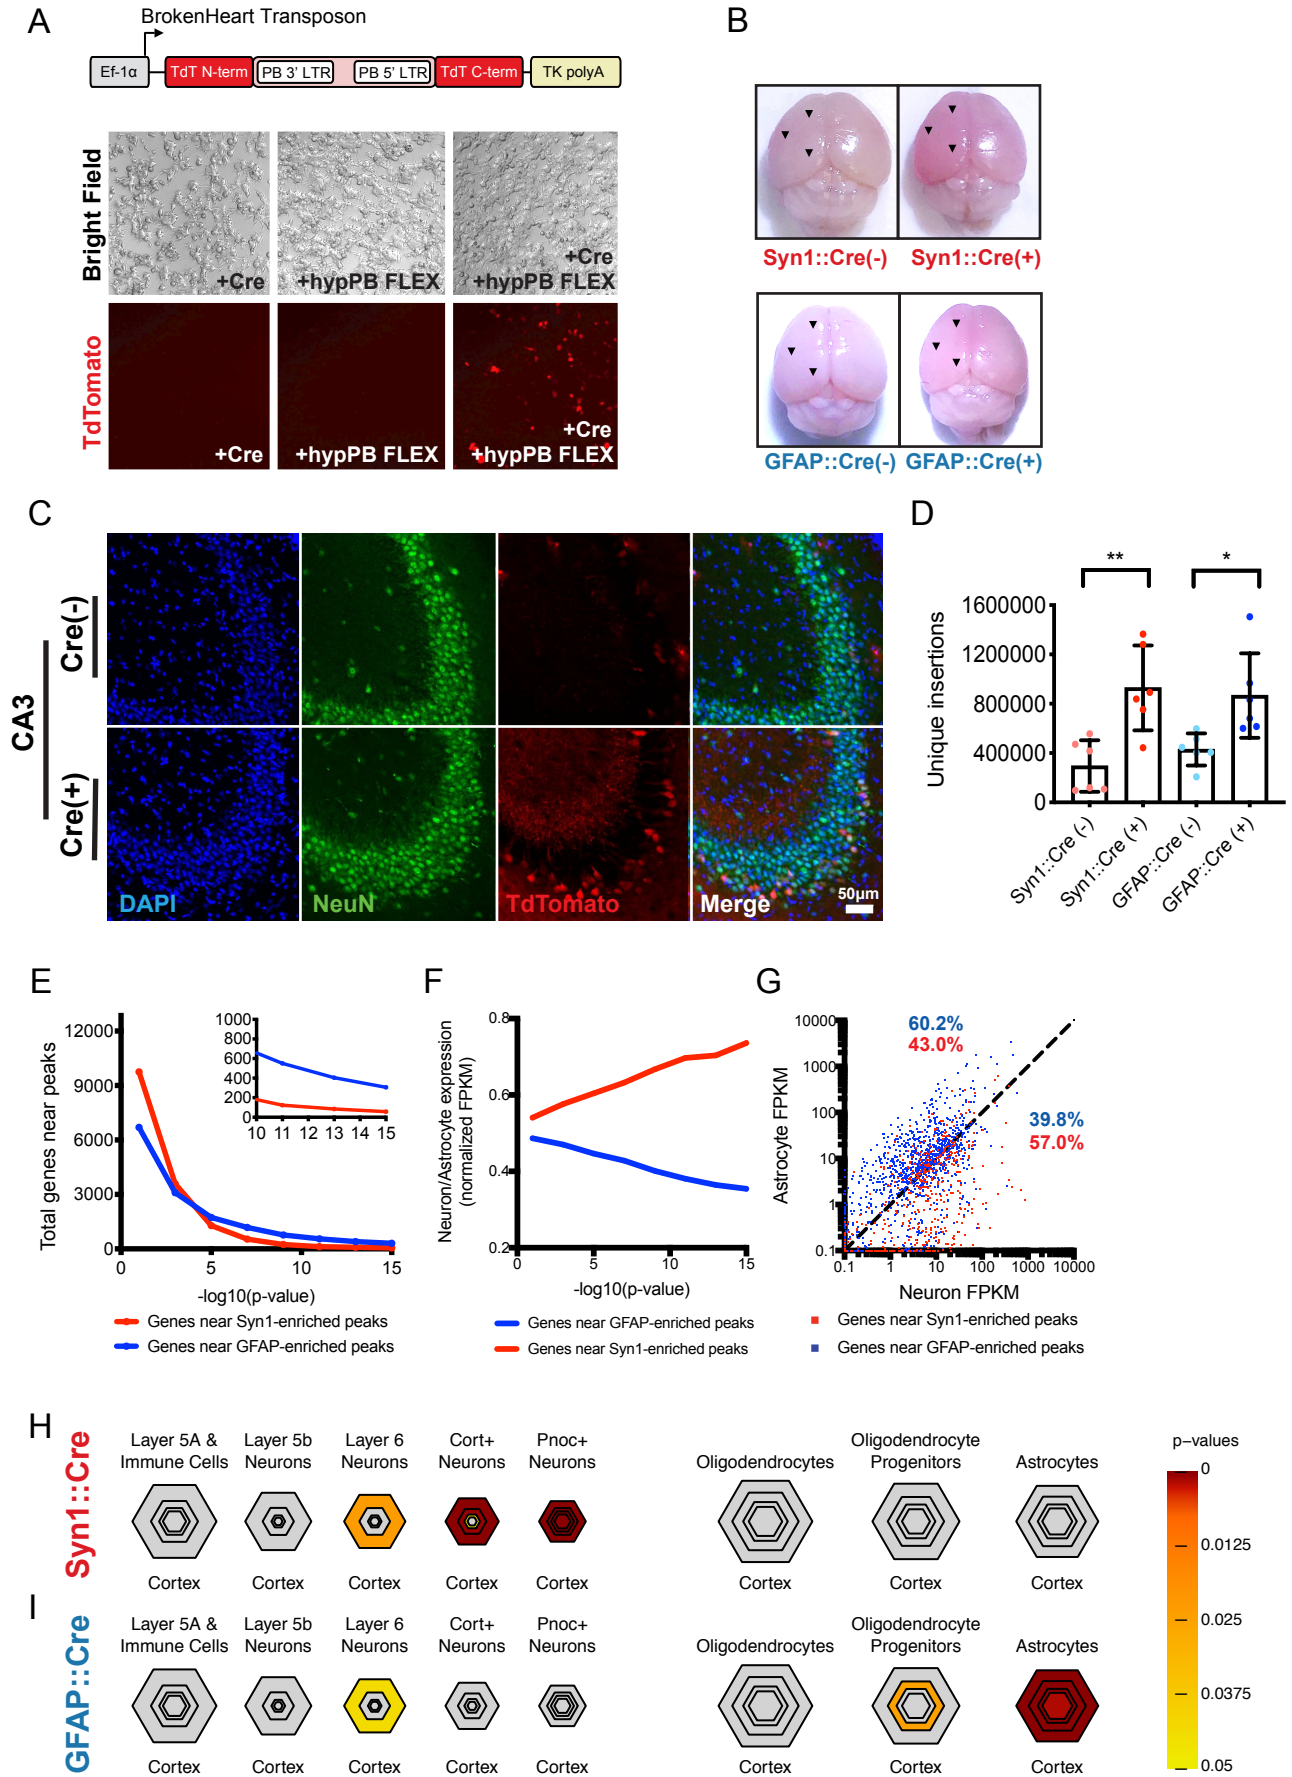 A
BrokenHeart Transposon
Ef-1α
TdT N-term
PB 3' LTR
PB 5' LTR
TdT C-term
TK polyA
Bright Field
+Cre
+hypPB FLEX
+Cre
+hypPB FLEX
TdTomato
+Cre
+hypPB FLEX
+Cre
+hypPB FLEX
B
Syn1::Cre(-)
Syn1::Cre(+)
GFAP::Cre(-)
GFAP::Cre(+)
C
CA3
Cre(-)
Cre(+)
DAPI
NeuN
TdTomato
Merge
50μm
D
**
*
Unique insertions
1600000
1200000
800000
400000
0
Syn1::Cre (-)
Syn1::Cre (+)
GFAP::Cre (-)
GFAP::Cre (+)
E
Total genes near peaks
12000
9000
6000
3000
0
0
5
10
15
-log10(p-value)
1000
800
600
400
200
0
10 11 12 13 14 15
Genes near Syn1-enriched peaks
Genes near GFAP-enriched peaks
F
Neuron/Astrocyte expression
(normalized FPKM)
0.8
0.6
0.4
0.2
0
5
10
15
-log10(p-value)
Genes near GFAP-enriched peaks
Genes near Syn1-enriched peaks
G
Astrocyte FPKM
10000
1000
100
10
1
0.1
60.2%
43.0%
39.8%
57.0%
0.1 1 10 100 1000 10000
Neuron FPKM
Genes near Syn1-enriched peaks
Genes near GFAP-enriched peaks
H
Syn1::Cre
Layer 5A &
Immune Cells
Cortex
Layer 5b
Neurons
Cortex
Layer 6
Neurons
Cortex
Cort+
Neurons
Cortex
Pnoc+
Neurons
Cortex
Oligodendrocytes
Cortex
Oligodendrocyte
Progenitors
Cortex
Astrocytes
Cortex
p−values
0
0.0125
0.025
0.0375
0.05
I
GFAP::Cre
Layer 5A &
Immune Cells
Cortex
Layer 5b
Neurons
Cortex
Layer 6
Neurons
Cortex
Cort+
Neurons
Cortex
Pnoc+
Neurons
Cortex
Oligodendrocytes
Cortex
Oligodendrocyte
Progenitors
Cortex
Astrocytes
Cortex